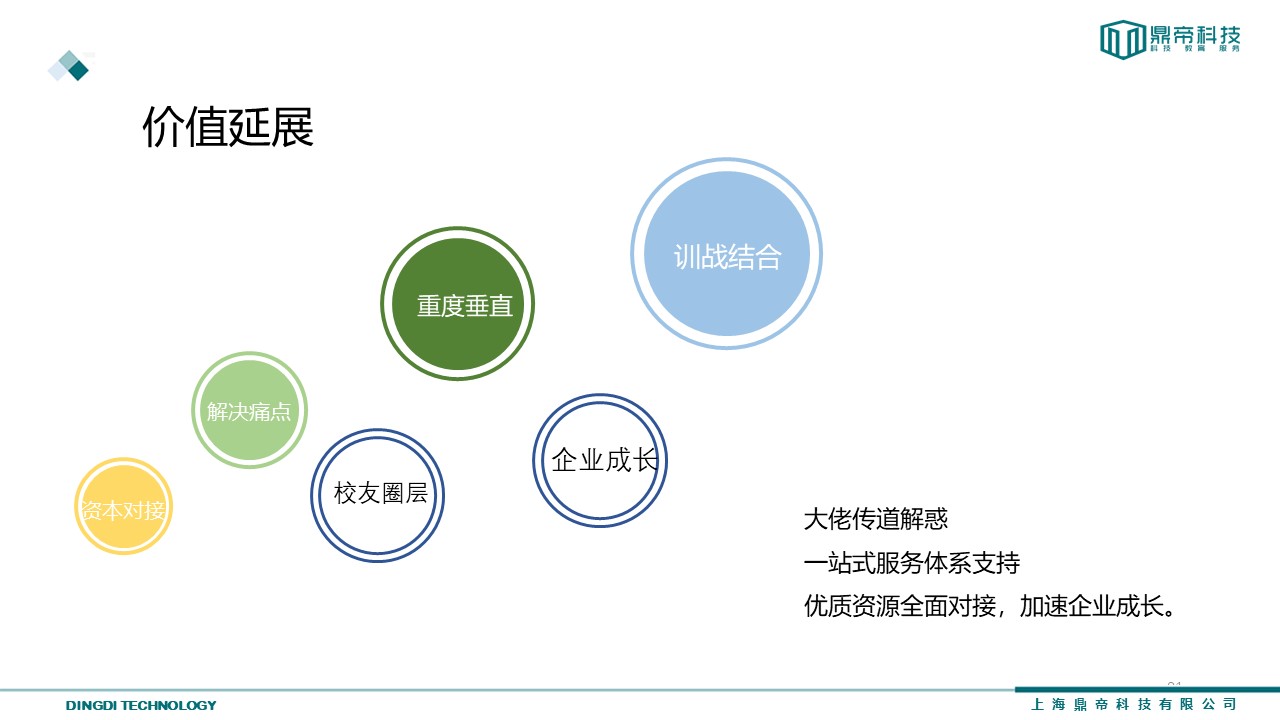 鼎帝科技
科技 教育 服务
价值延展
训战结合
重度垂直
解决痛点
企业成长
校友圈层
资本对接
大佬传道解惑
一站式服务体系支持
优质资源全面对接，加速企业成长。
DINGDI TECHNOLOGY
上海鼎帝科技有限公司